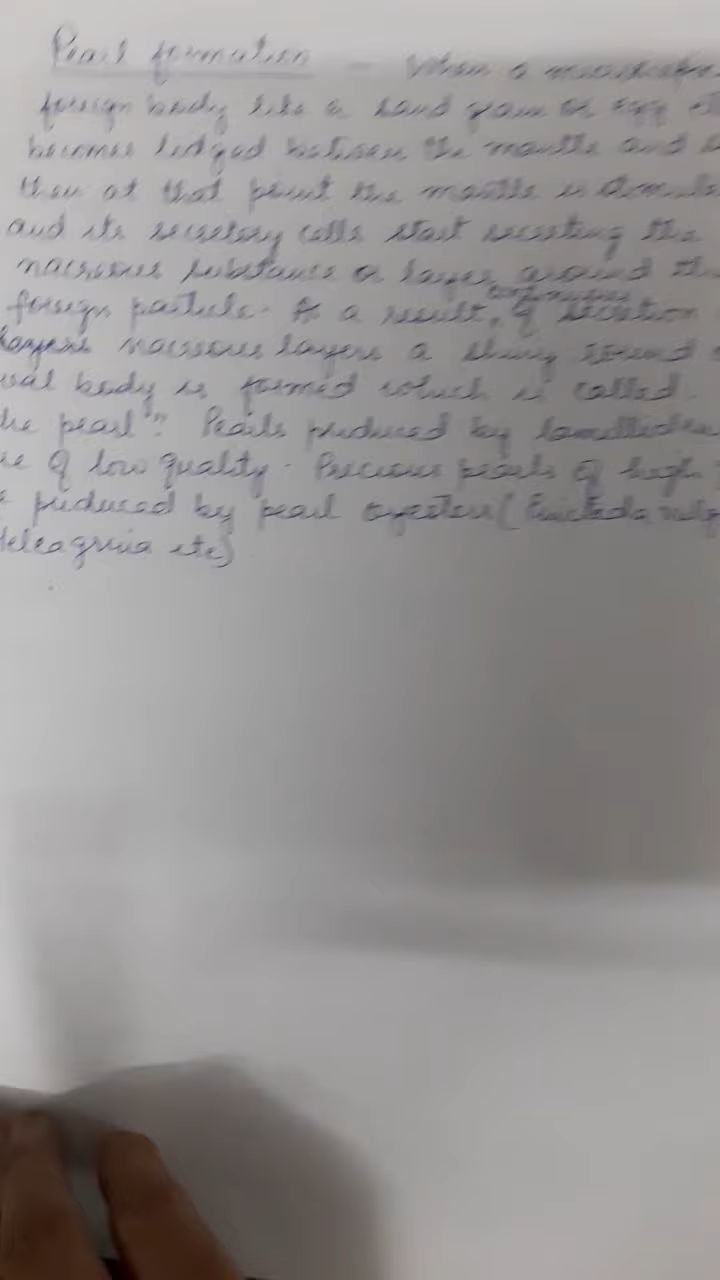 Pearl formation - When a
foreign body like a sand grain or egg
becomes lodged between the mantle and
then at that point the mantle is
and its secretory cells start secreting the
nacreous substance or layer around the
foreign particle. As a result, of continuous secretion
layers nacreous layers a shiny round
body is formed which is called
pearl". Pearls produced by
of low quality. Precious pearls of high
produced by pearl oysters (
etc)